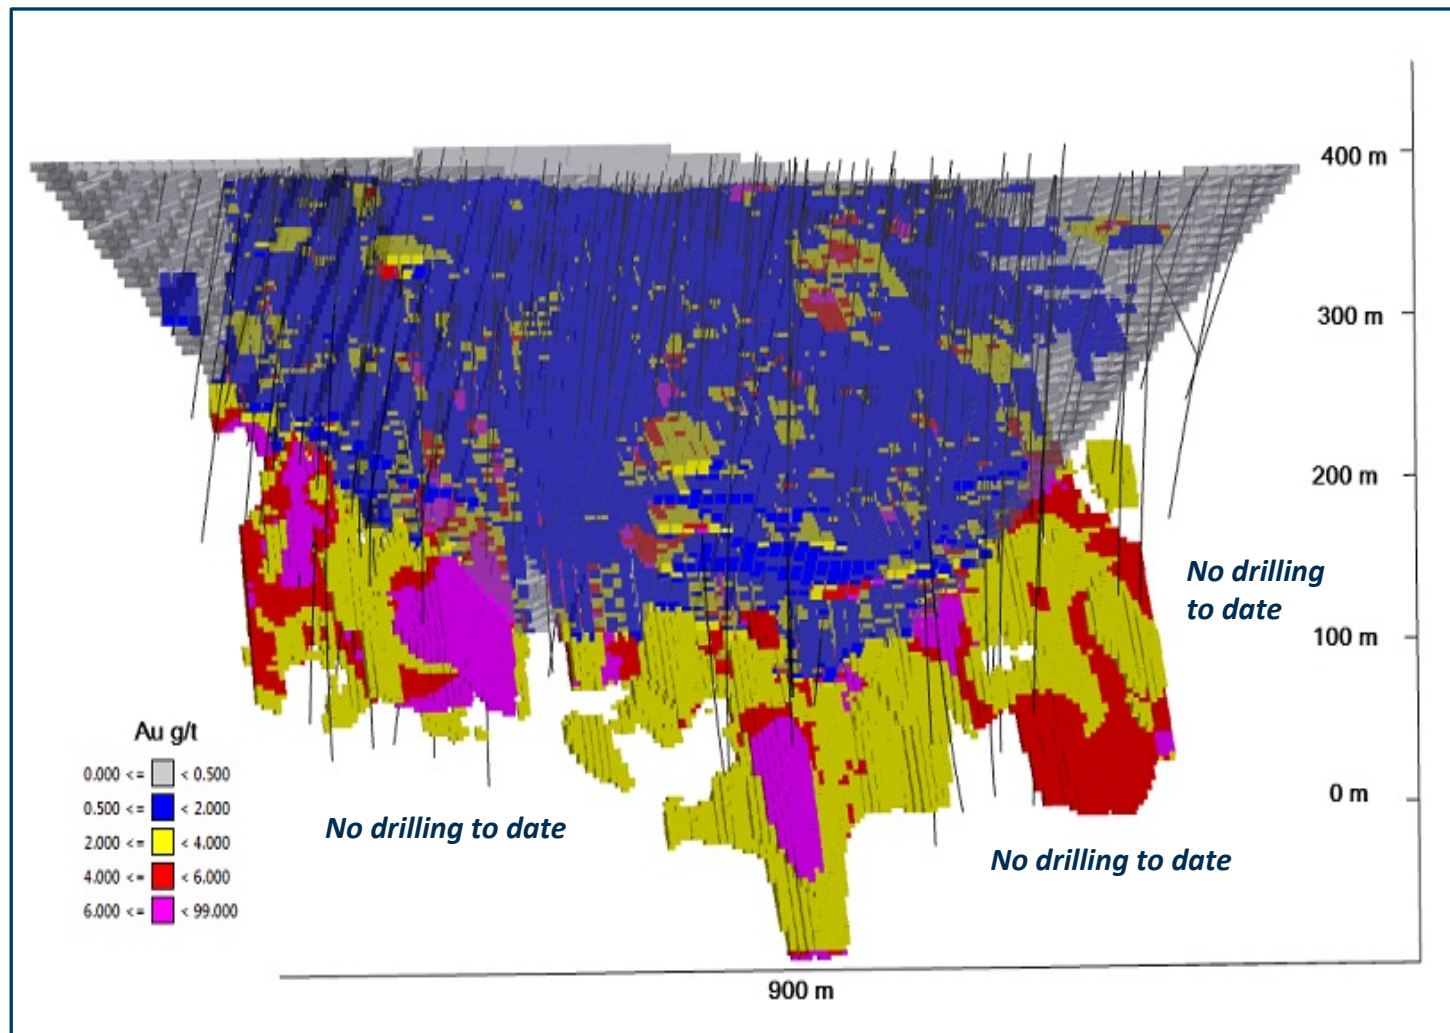 400 m
300 m
200 m
No drilling
to date
100 m
Au g/t
0.000 <= < 0.500
0.500 <= < 2.000
2.000 <= < 4.000
4.000 <= < 6.000
6.000 <= < 99.000
0 m
No drilling to date
No drilling to date
900 m